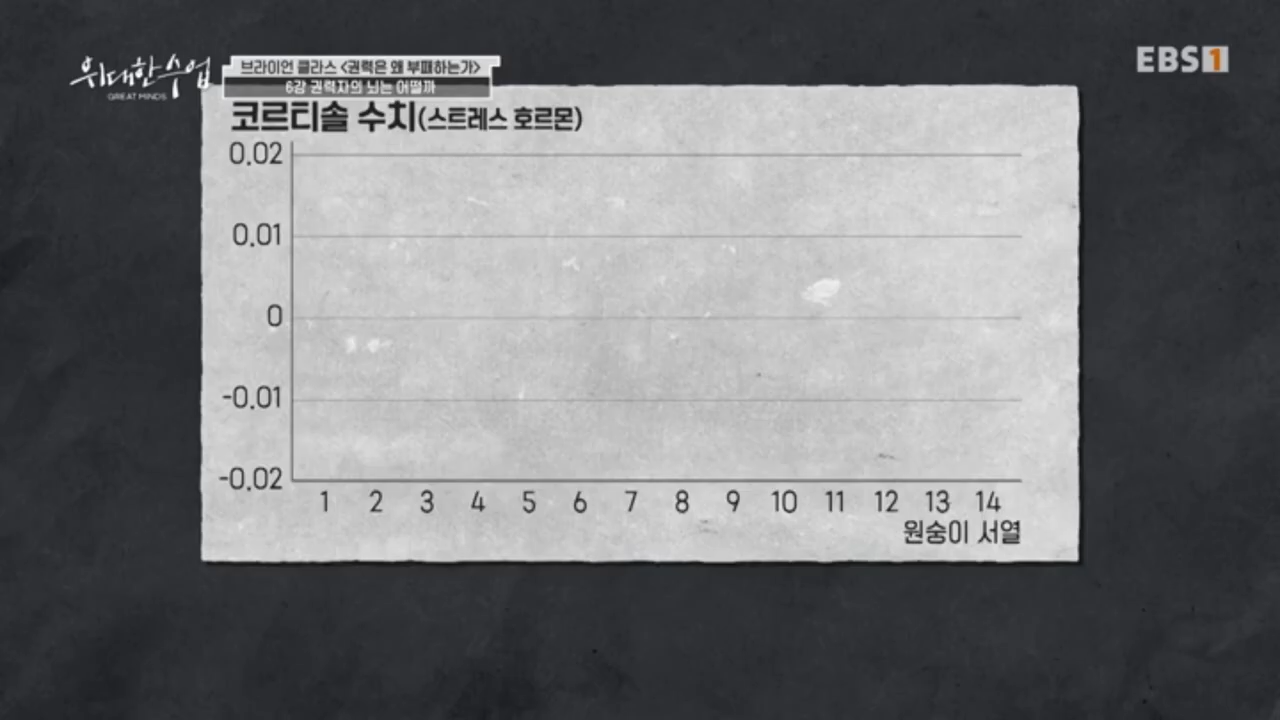 위대한 수업
GREAT MINDS
브라이언 클라스 <권력은 왜 부패하는가>
6강 권력자의 뇌는 어떨까
EBS1
코르티솔 수치(스트레스 호르몬)
0.02
0.01
0
-0.01
-0.02
1 2 3 4 5 6 7 8 9 10 11 12 13 14
원숭이 서열